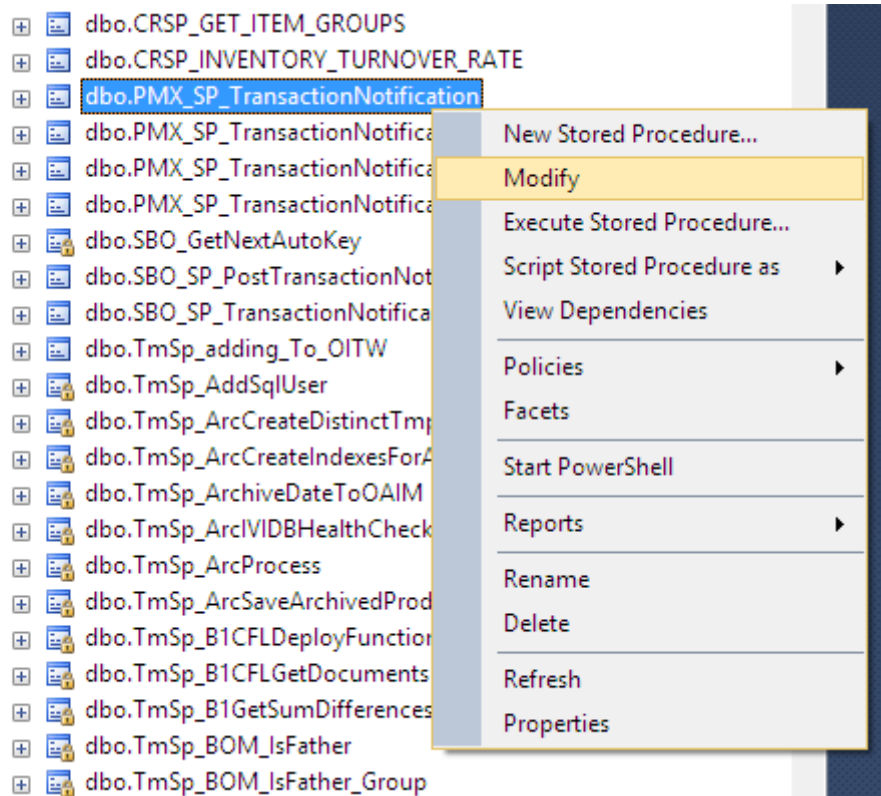 dbo.CRSP_GET_ITEM_GROUPS
dbo.CRSP_INVENTORY_TURNOVER_RATE
dbo.PMX_SP_TransactionNotification
dbo.PMX_SP_TransactionNotifica
dbo.PMX_SP_TransactionNotifica
dbo.PMX_SP_TransactionNotifica
dbo.SBO_GetNextAutoKey
dbo.SBO_SP_PostTransactionNot
dbo.SBO_SP_TransactionNotifica
dbo.TmSp_adding_To_OITW
dbo.TmSp_AddSqlUser
dbo.TmSp_ArcCreateDistinctTmp
dbo.TmSp_ArcCreateIndexesForA
dbo.TmSp_ArchiveDateToOAIM
dbo.TmSp_ArcIVIDBHealthCheck
dbo.TmSp_ArcProcess
dbo.TmSp_ArcSaveArchivedProd
dbo.TmSp_B1CFLDeployFunction
dbo.TmSp_B1CFLGetDocuments
dbo.TmSp_B1GetSumDifferences
dbo.TmSp_BOM_IsFather
dbo.TmSp_BOM_IsFather_Group
New Stored Procedure...
Modify
Execute Stored Procedure...
Script Stored Procedure as
View Dependencies
Policies
Facets
Start PowerShell
Reports
Rename
Delete
Refresh
Properties